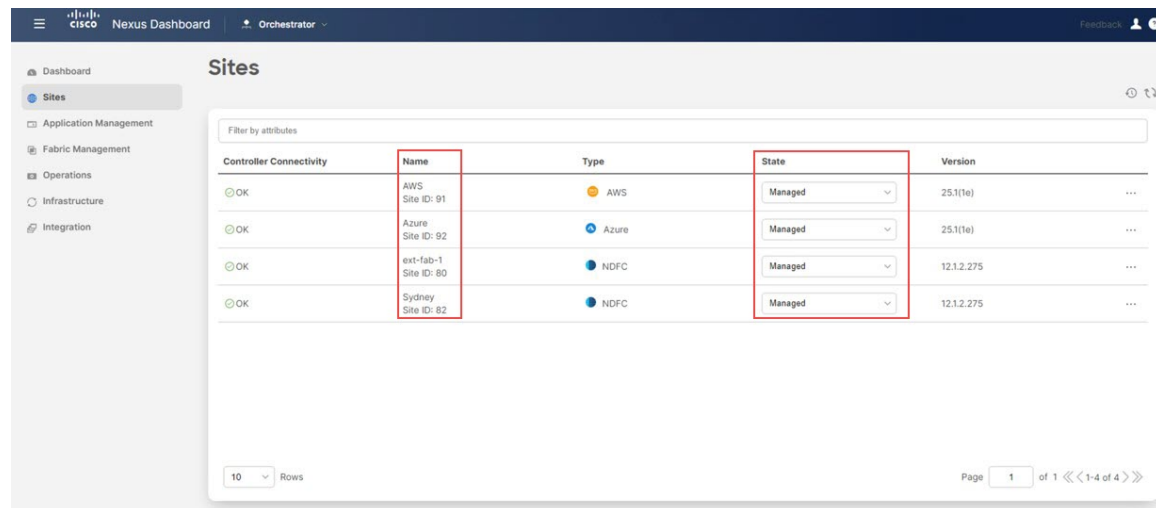 CISCO Nexus Dashboard Orchestrator Feedback
Dashboard
Sites
Application Management
Fabric Management
Operations
Infrastructure
Integration
Sites
Filter by attributes
Controller Connectivity Name Type State Version
OK AWS Site ID: 91 AWS Managed 25.1(1e)
OK Azure Site ID: 92 Azure Managed 25.1(1e)
OK ext-fab-1 Site ID: 80 NDFC Managed 12.1.2.275
OK Sydney Site ID: 82 NDFC Managed 12.1.2.275
10 Rows Page 1 of 1 1-4 of 4